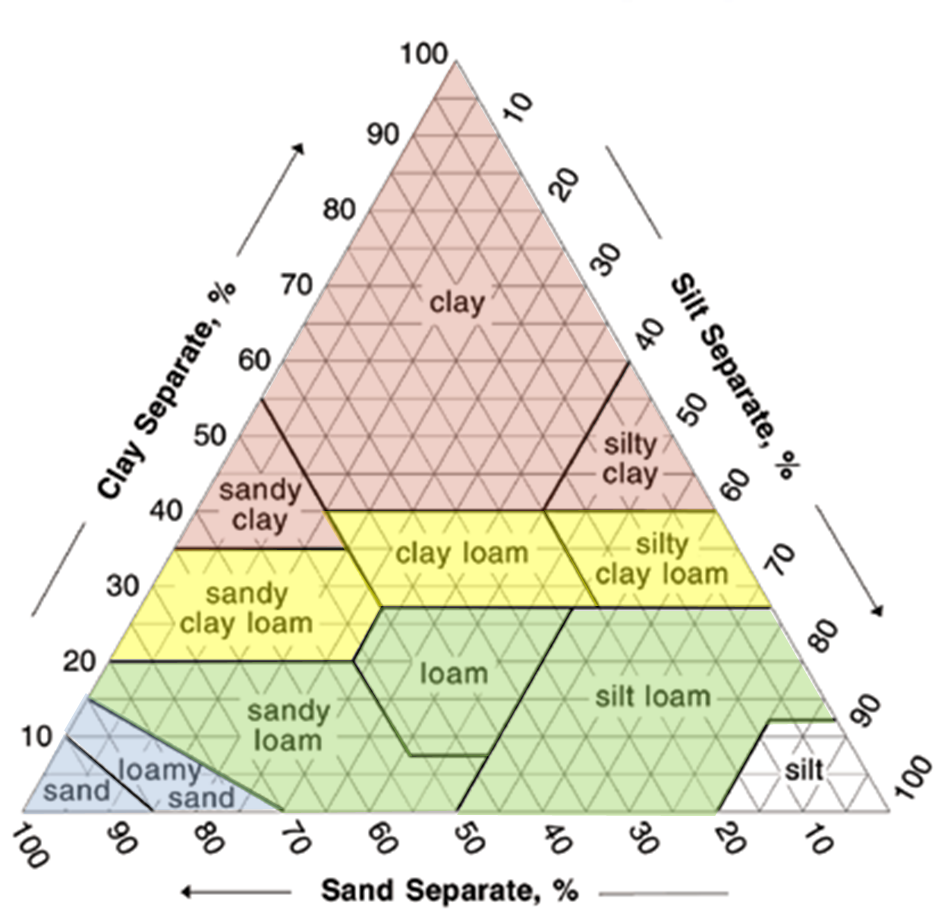 100
90
80
70
60
50
40
30
20
10
Clay Separate, %
10
20
30
40
50
60
70
80
90
100
Silt Separate, %
clay
silty
clay
sandy
clay
clay loam
silty
clay loam
sandy
clay loam
loam
silt loam
sandy
loam
silt
loamy
sand
sand
100
90
80
70
60
50
40
30
20
10
Sand Separate, %